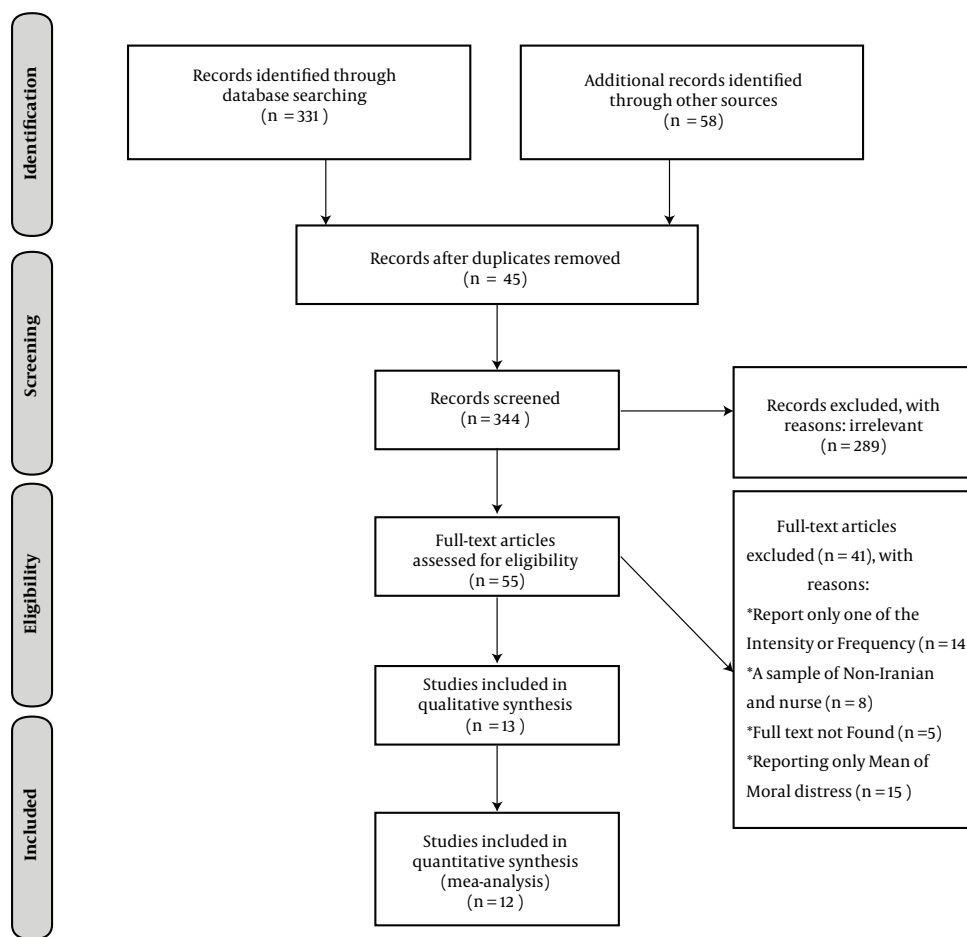 Identification
Records identified through
database searching
(n = 331)
Additional records identified
through other sources
(n = 58)
Records after duplicates removed
(n = 45)
Screening
Records screened
(n = 344 )
Records excluded, with
reasons: irrelevant
(n = 289)
Eligibility
Full-text articles
assessed for eligibility
(n = 55)
Full-text articles
excluded (n = 41), with
reasons:
*Report only one of the
Intensity or Frequency (n = 14
*A sample of Non-Iranian
and nurse (n = 8)
*Full text not Found (n =5)
*Reporting only Mean of
Moral distress (n = 15 )
Studies included in
qualitative synthesis
(n = 13 )
Included
Studies included in
quantitative synthesis
(mea-analysis)
(n = 12 )